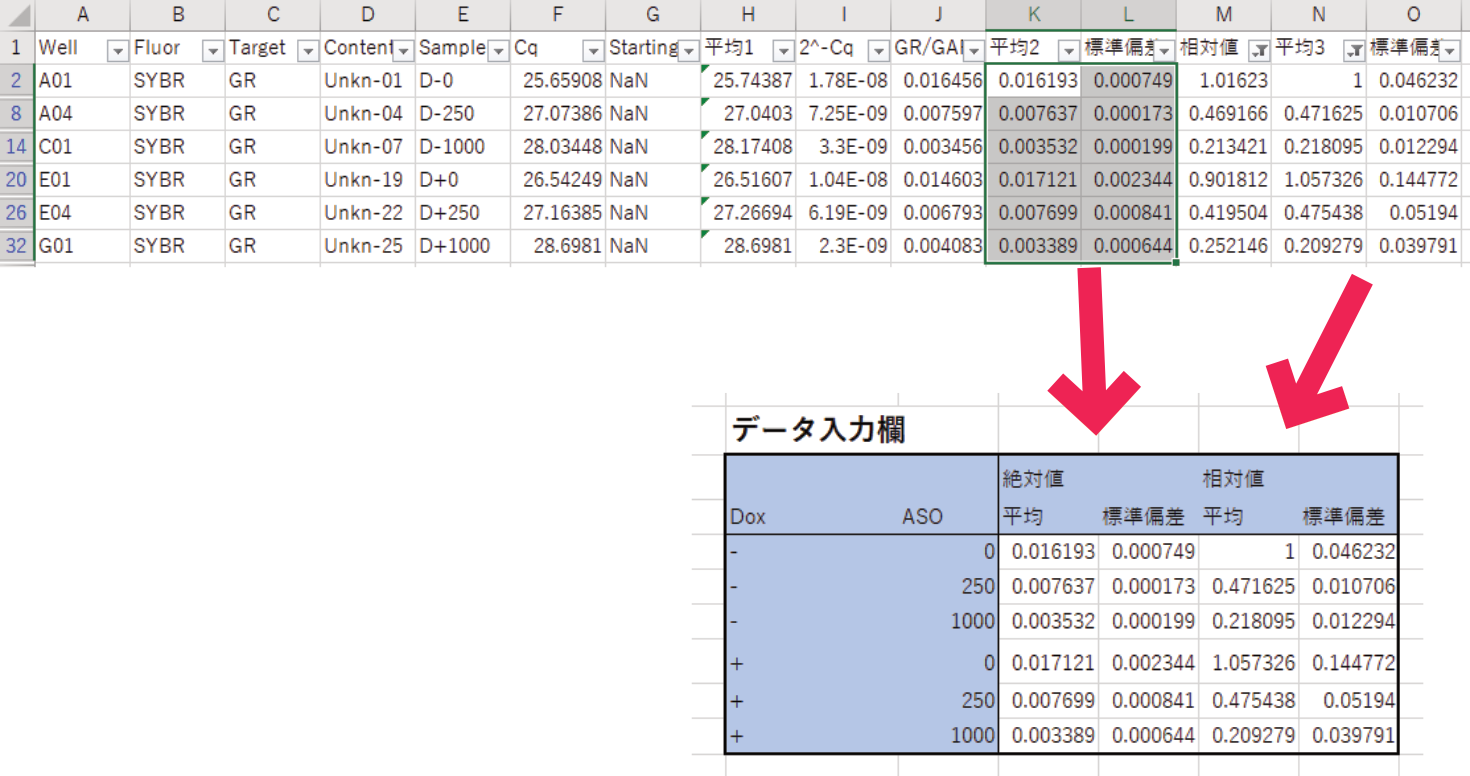 A B C D E F G H I J K L M N O
1 Well Fluor Target Content Sample Cq Starting 平均1 2^-Cq GR/GAI 平均2 標準偏差 相対値 平均3 標準偏差
2 A01 SYBR GR Unkn-01 D-0 25.65908 NaN 25.74387 1.78E-08 0.016456 0.016193 0.000749 1.01623 1 0.046232
8 A04 SYBR GR Unkn-04 D-250 27.07386 NaN 27.0403 7.25E-09 0.007597 0.007637 0.000173 0.469166 0.471625 0.010706
14 C01 SYBR GR Unkn-07 D-1000 28.03448 NaN 28.17408 3.3E-09 0.003456 0.003532 0.000199 0.213421 0.218095 0.012294
20 E01 SYBR GR Unkn-19 D+0 26.54249 NaN 26.51607 1.04E-08 0.014603 0.017121 0.002344 0.901812 1.057326 0.144772
26 E04 SYBR GR Unkn-22 D+250 27.16385 NaN 27.26694 6.19E-09 0.006793 0.007699 0.000841 0.419504 0.475438 0.05194
32 G01 SYBR GR Unkn-25 D+1000 28.6981 NaN 28.6981 2.3E-09 0.004083 0.003389 0.000644 0.252146 0.209279 0.039791
データ入力欄
絶対値 相対値
Dox ASO 平均 標準偏差 平均 標準偏差
- 0 0.016193 0.000749 1 0.046232
- 250 0.007637 0.000173 0.471625 0.010706
- 1000 0.003532 0.000199 0.218095 0.012294
+ 0 0.017121 0.002344 1.057326 0.144772
+ 250 0.007699 0.000841 0.475438 0.05194
+ 1000 0.003389 0.000644 0.209279 0.039791